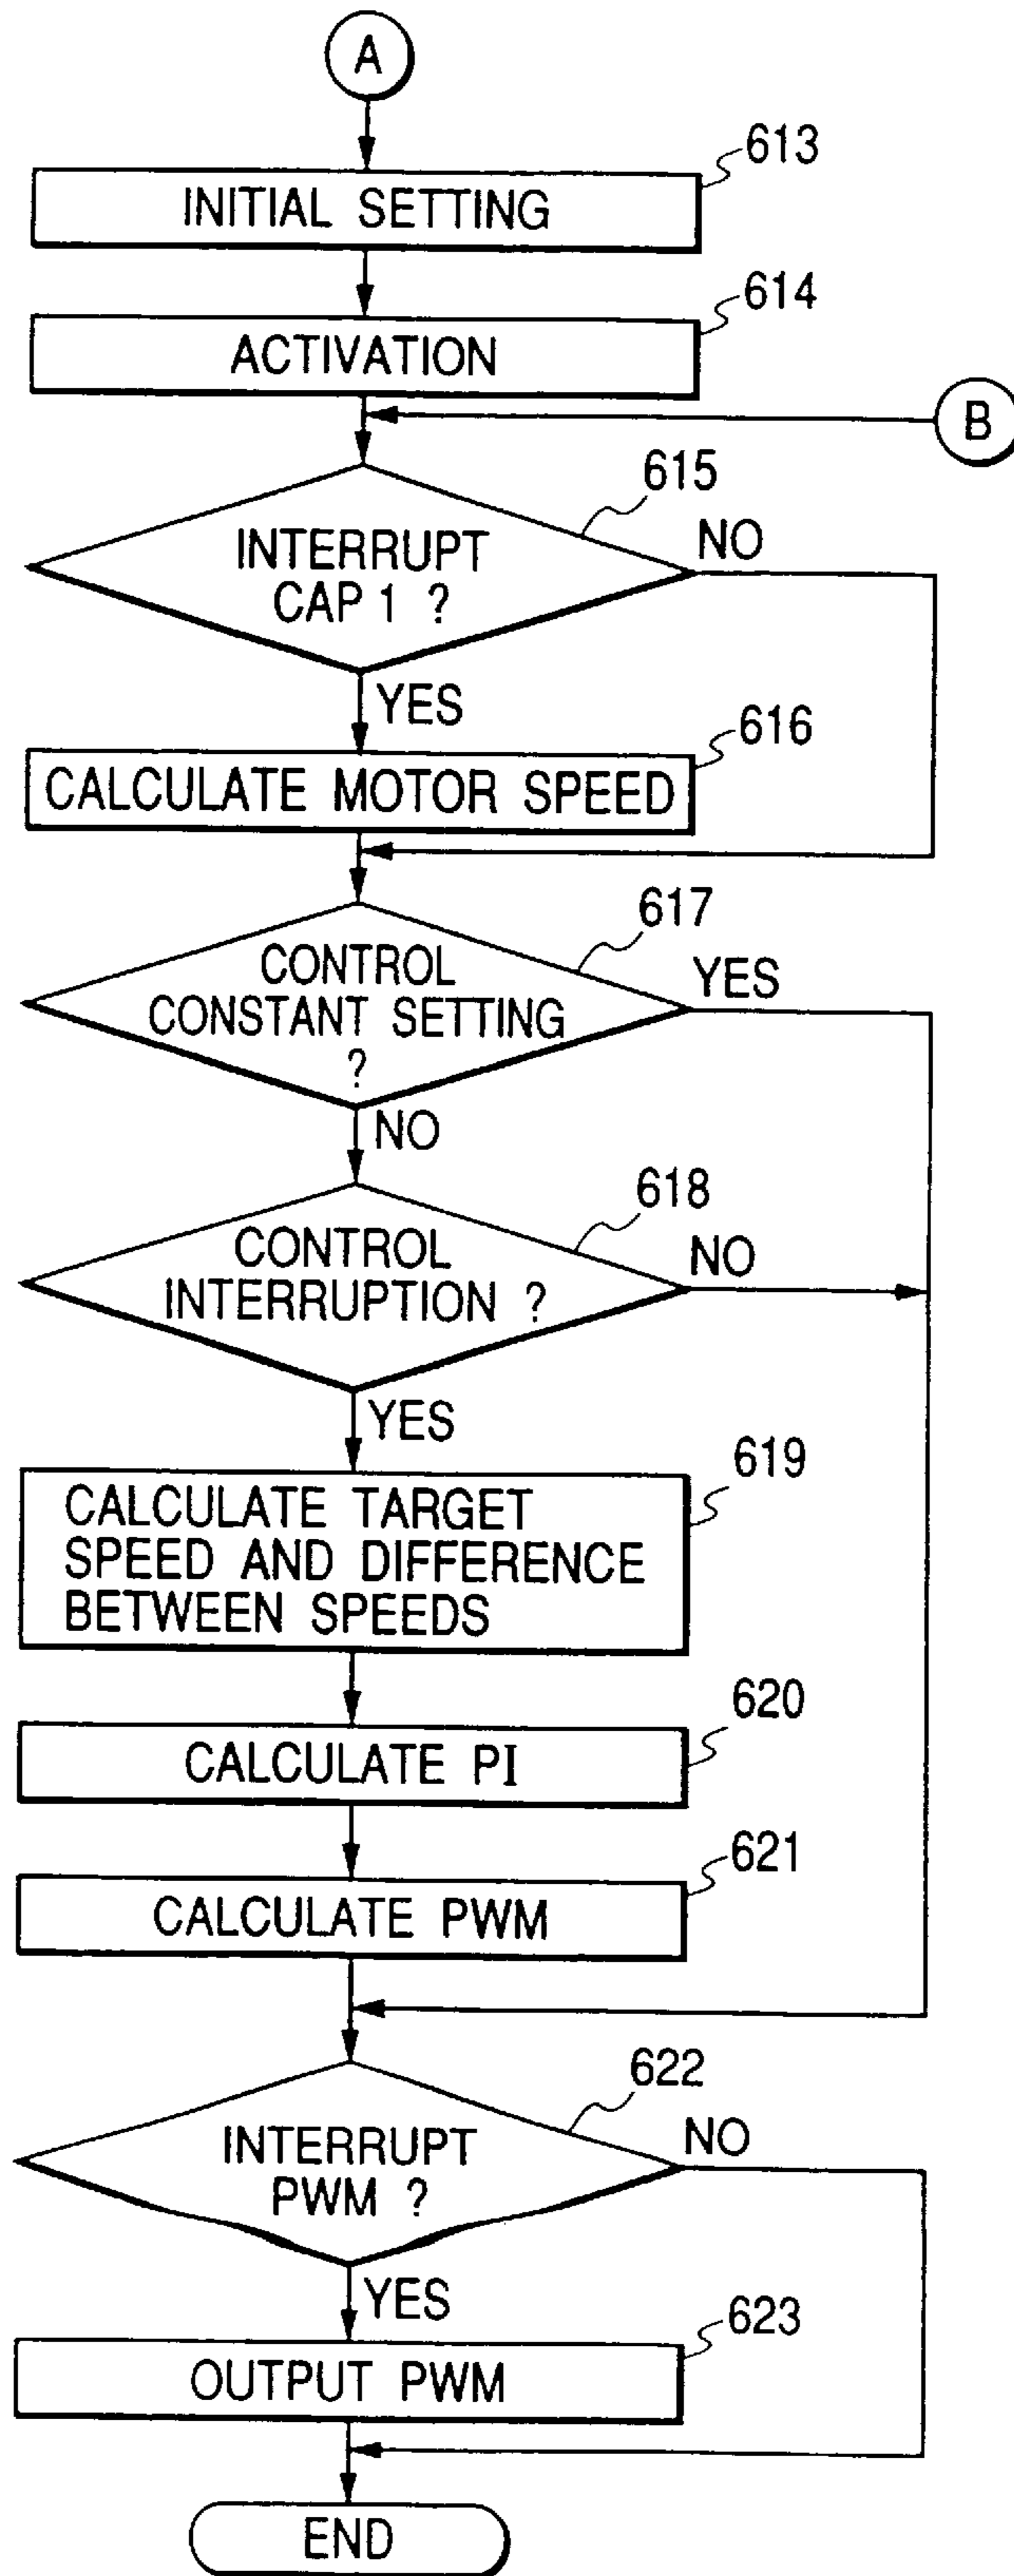 A
613
INITIAL SETTING
614
ACTIVATION
B
615
INTERRUPT
CAP 1 ?
NO
YES
616
CALCULATE MOTOR SPEED
617
CONTROL
CONSTANT SETTING
?
YES
NO
618
CONTROL
INTERRUPTION ?
NO
YES
619
CALCULATE TARGET
SPEED AND DIFFERENCE
BETWEEN SPEEDS
620
CALCULATE PI
621
CALCULATE PWM
622
INTERRUPT
PWM ?
NO
YES
623
OUTPUT PWM
END